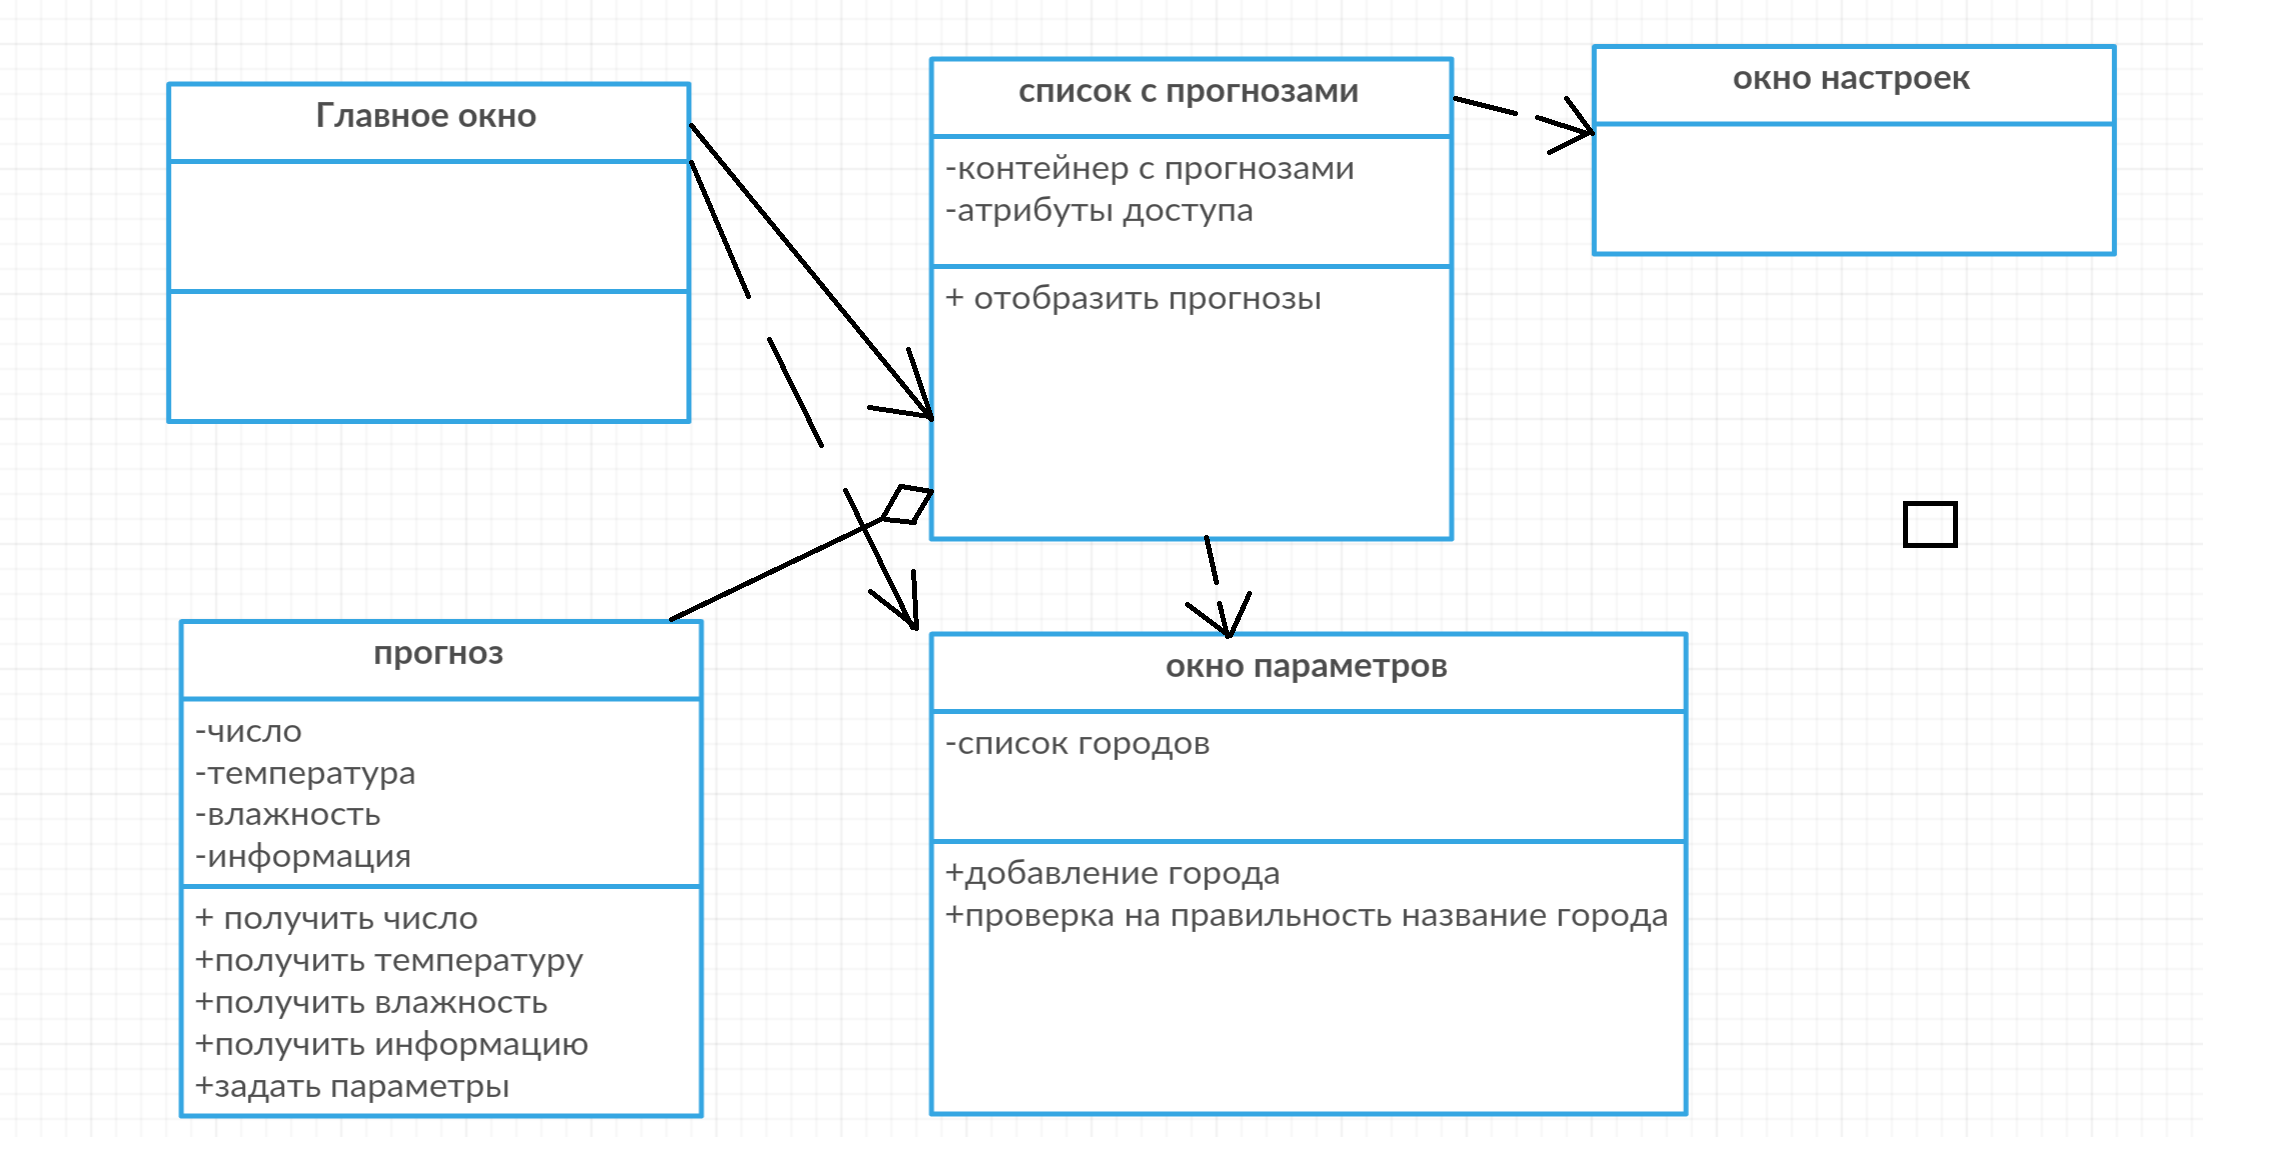 Главное окно
список с прогнозами
-контейнер с прогнозами
-атрибуты доступа
+ отобразить прогнозы
окно настроек
прогноз
-число
-температура
-влажность
-информация
+ получить число
+получить температуру
+получить влажность
+получить информацию
+задать параметры
окно параметров
-список городов
+добавление города
+проверка на правильность название города